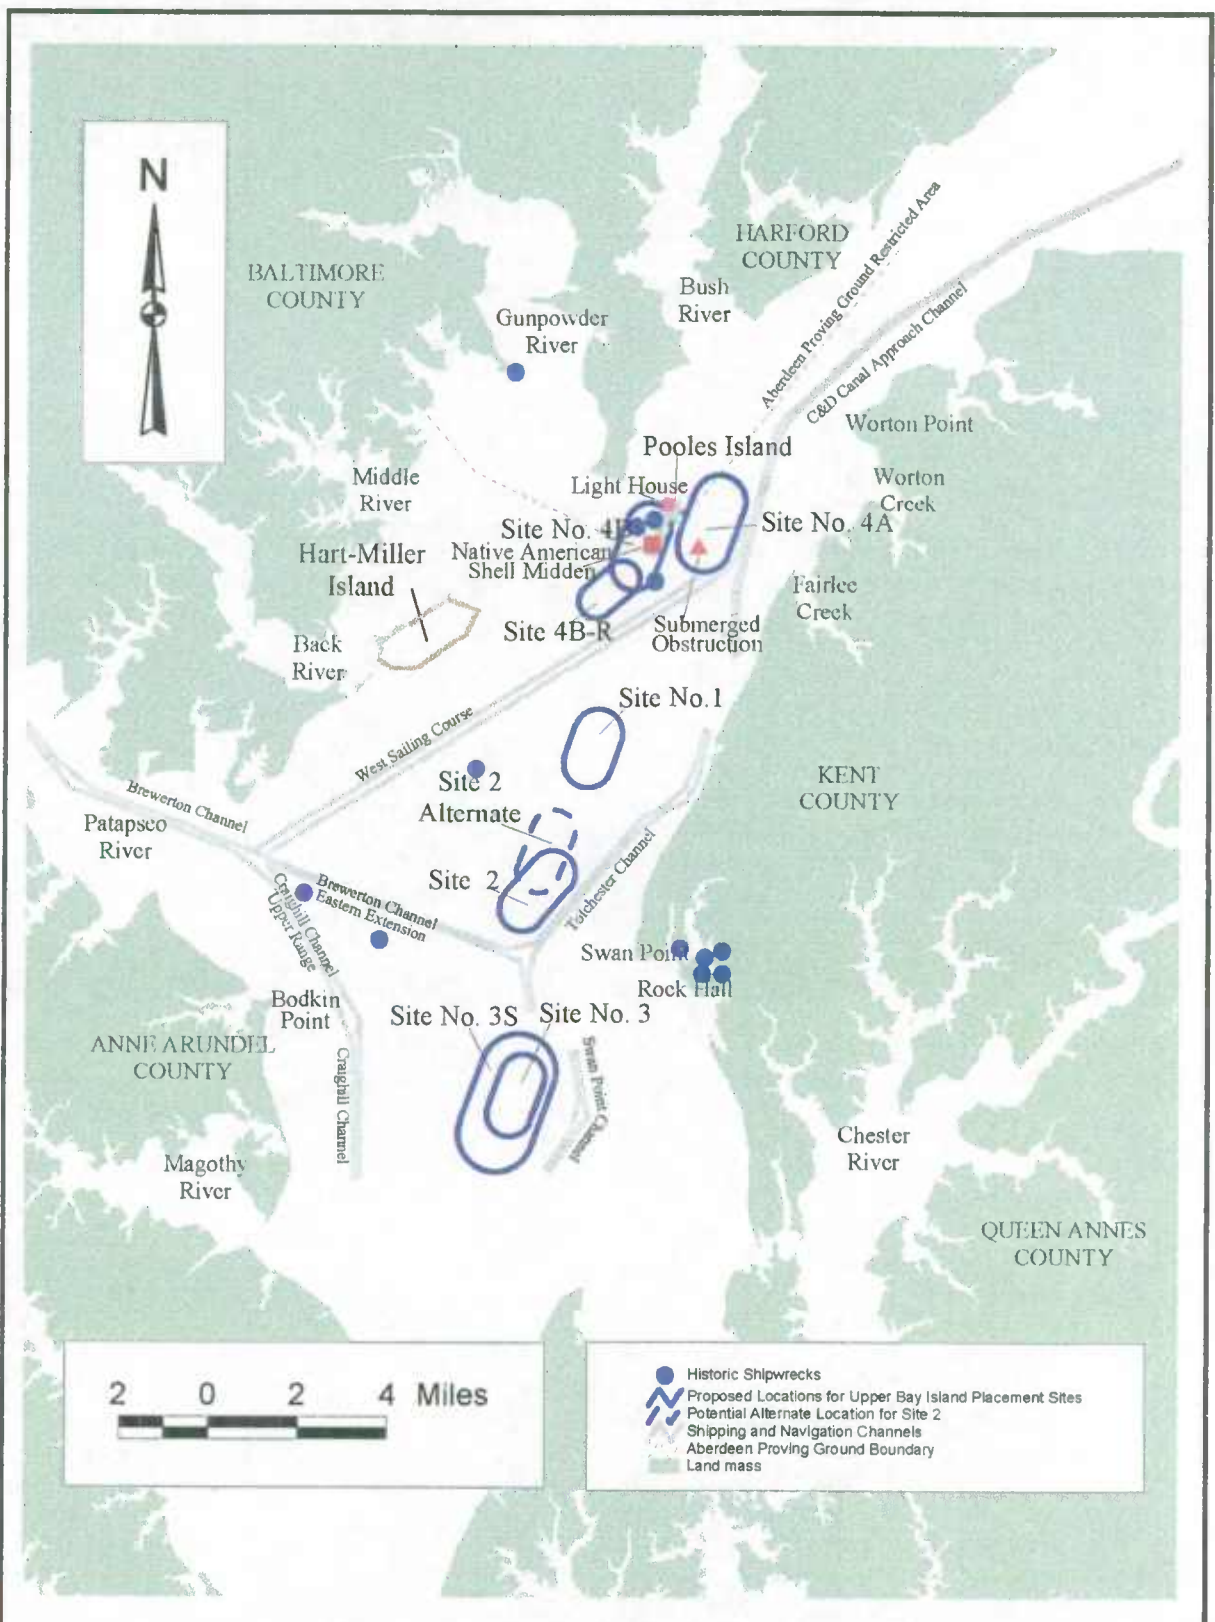 N
HARFORD
COUNTY
BALTIMORE
COUNTY
Bush
River
Gunpowder
River
Aberdeen Proving Ground Restricted Area
C&D Canal Approach Channel
Worton Point
Pooles Island
Middle
River
Light House
Worton
Creek
Site No. 4B
Site No. 4A
Native American
Shell Midden
Hart-Miller
Island
Fairlee
Creek
Site 4B-R
Submerged
Obstruction
Back
River
Site No.1
West Sailing Course
Site 2
Alternate
KENT
COUNTY
Brewerton Channel
Patapsco
River
Tolchester Channel
Site 2
Brewerton Channel
Eastern Extension
Craighill Channel
Upper Range
Swan Point
Rock Hall
Bodkin
Point
Site No. 3S
Site No. 3
ANNE ARUNDEL
COUNTY
Craighill Channel
Swan Point Channel
Chester
River
Magothy
River
QUEEN ANNES
COUNTY
2 0 2 4 Miles
Historic Shipwrecks
Proposed Locations for Upper Bay Island Placement Sites
Potential Alternate Location for Site 2
Shipping and Navigation Channels
Aberdeen Proving Ground Boundary
Land mass